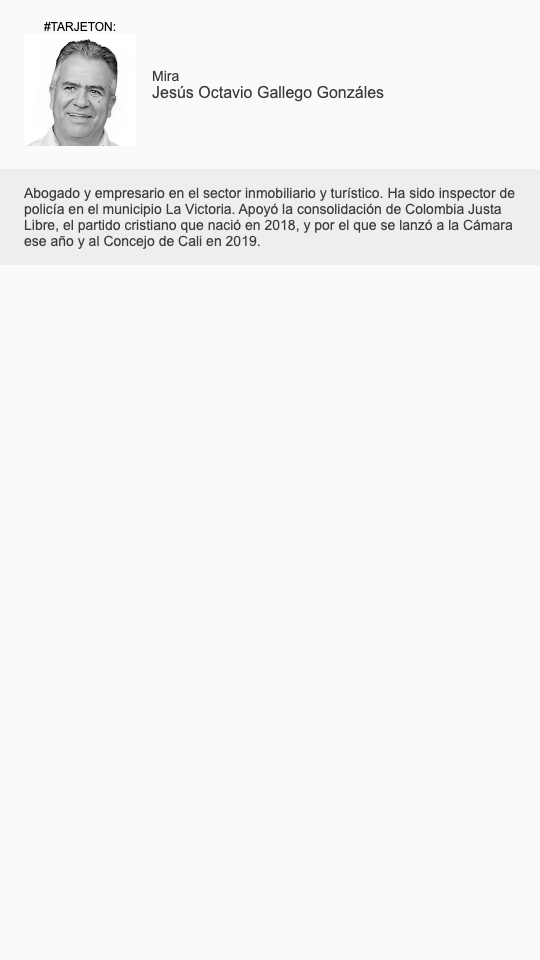 #TARJETON:
Mira
Jesús Octavio Gallego Gonzáles
Abogado y empresario en el sector inmobiliario y turístico. Ha sido inspector de
policía en el municipio La Victoria. Apoyó la consolidación de Colombia Justa
Libre, el partido cristiano que nació en 2018, y por el que se lanzó a la Cámara
ese año y al Concejo de Cali en 2019.